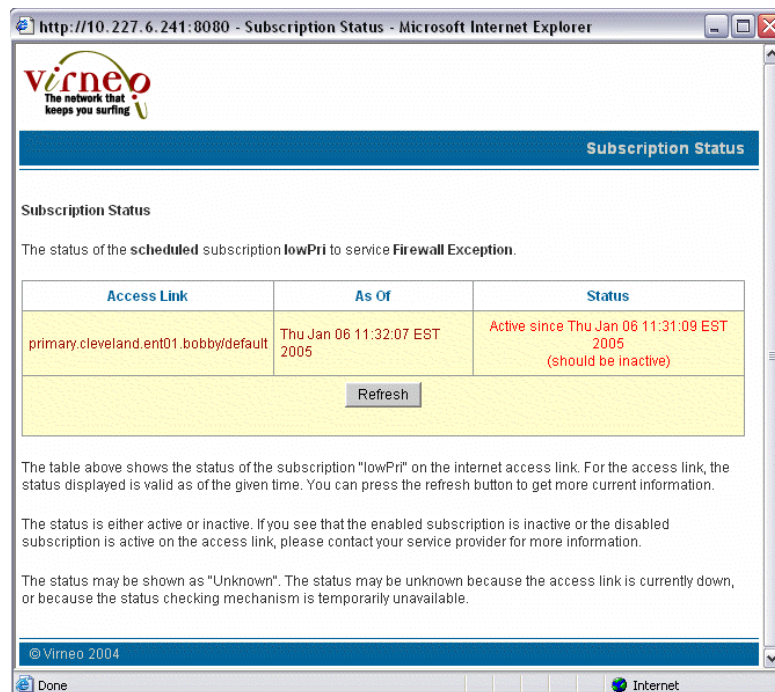 http://10.227.6.241:8080 - Subscription Status - Microsoft Internet Explorer
Virneo
The network that
keeps you surfing
Subscription Status
Subscription Status
The status of the scheduled subscription lowPri to service Firewall Exception.
Access Link
As Of
Status
primary.cleveland.ent01.bobby/default
Thu Jan 06 11:32:07 EST
2005
Active since Thu Jan 06 11:31:09 EST
2005
(should be inactive)
Refresh
The table above shows the status of the subscription "lowPri" on the internet access link. For the access link, the
status displayed is valid as of the given time. You can press the refresh button to get more current information.
The status is either active or inactive. If you see that the enabled subscription is inactive or the disabled
subscription is active on the access link, please contact your service provider for more information.
The status may be shown as "Unknown". The status may be unknown because the access link is currently down,
or because the status checking mechanism is temporarily unavailable.
© Virneo 2004
Done
Internet